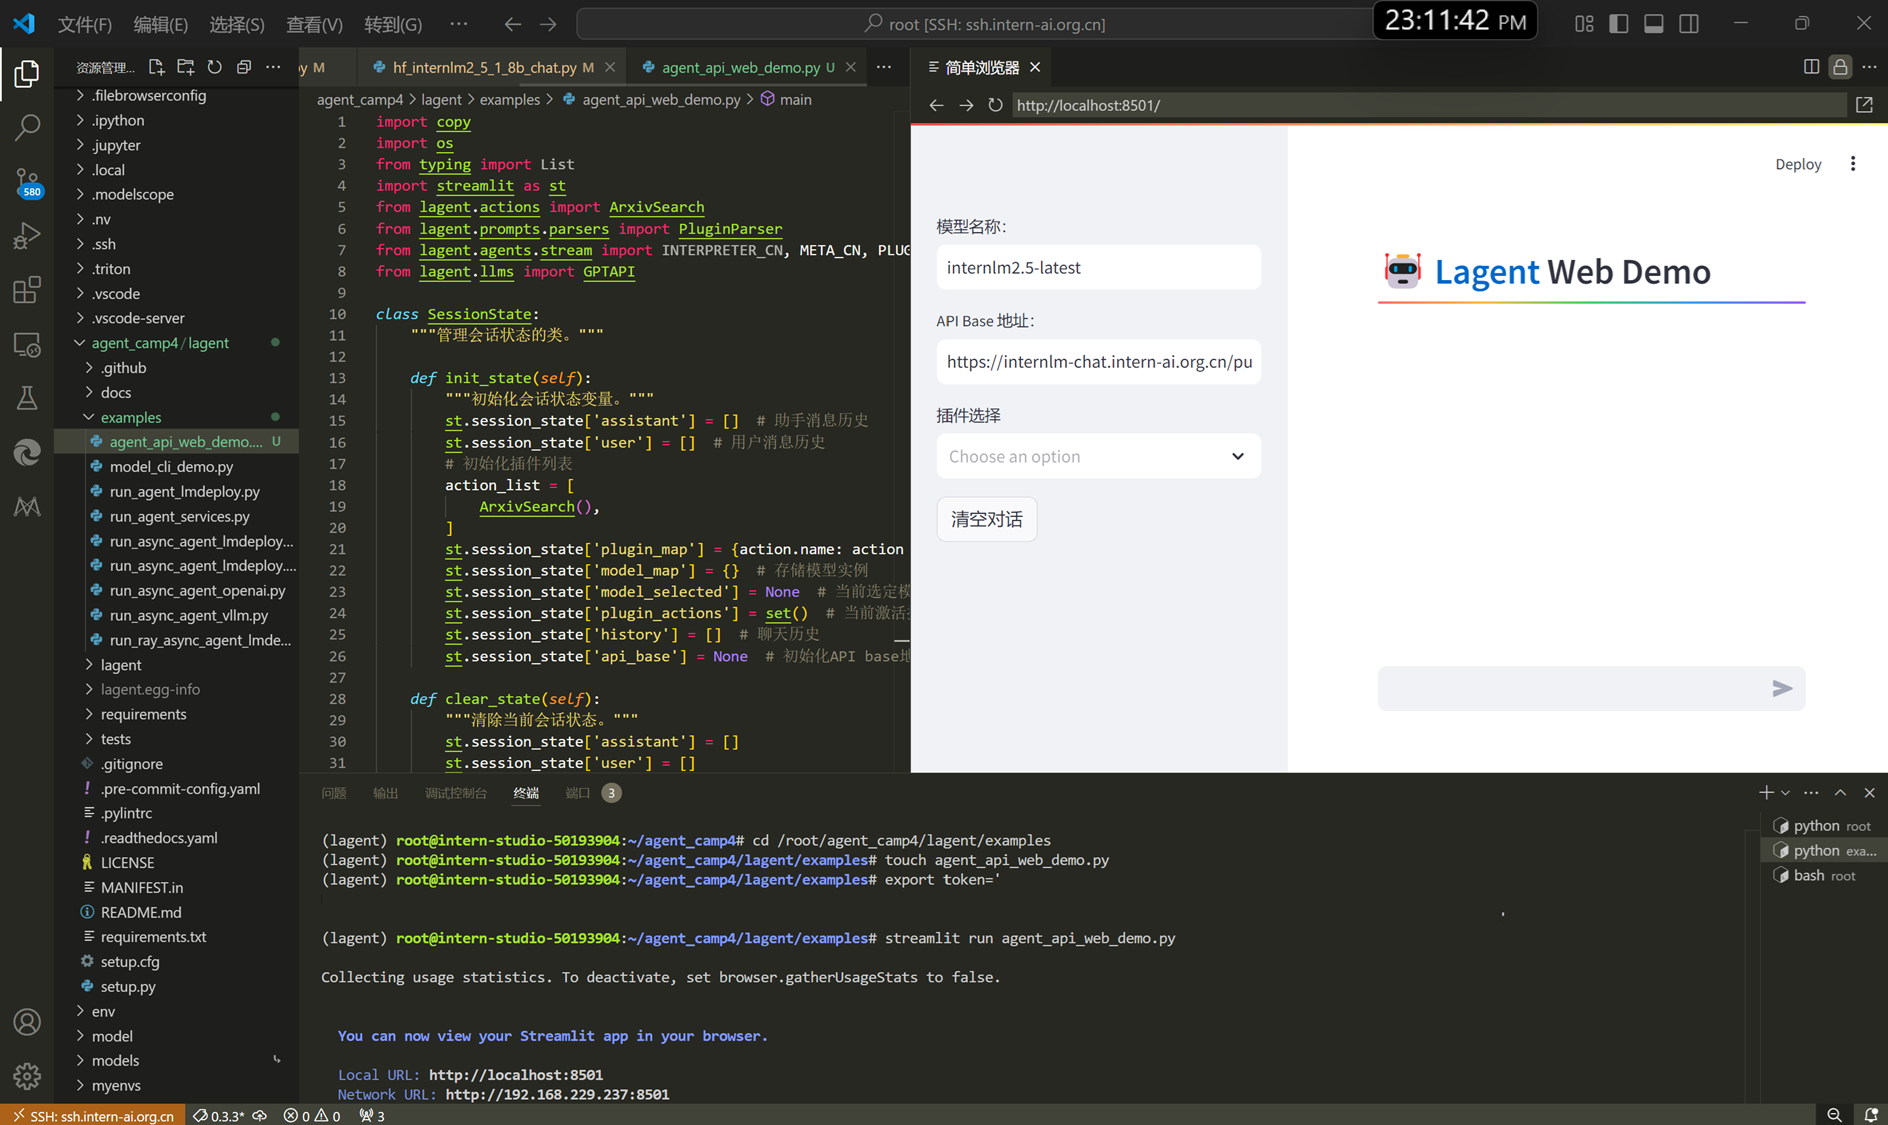 文件(F) 编辑(E) 选择(S) 查看(V) 转到(G) ···
root [SSH: ssh.intern-ai.org.cn]
23:11:42 PM
资源管理... ···
y M
hf_internlm2_5_1_8b_chat.py M
agent_api_web_demo.py U
···
简单浏览器
.filebrowserconfig
.ipython
.jupyter
.local
.modelscope
.nv
.ssh
.triton
.vscode
.vscode-server
agent_camp4 / lagent
.github
docs
examples
agent_api_web_demo.... U
model_cli_demo.py
run_agent_lmdeploy.py
run_agent_services.py
run_async_agent_lmdeploy...
run_async_agent_lmdeploy....
run_async_agent_openai.py
run_async_agent_vllm.py
run_ray_async_agent_lmde...
lagent
lagent.egg-info
requirements
tests
.gitignore
.pre-commit-config.yaml
.pylintrc
.readthedocs.yaml
LICENSE
MANIFEST.in
README.md
requirements.txt
setup.cfg
setup.py
env
model
models
myenvs
580
agent_camp4 > lagent > examples > agent_api_web_demo.py > main
1 import copy
2 import os
3 from typing import List
4 import streamlit as st
5 from lagent.actions import ArxivSearch
6 from lagent.prompts.parsers import PluginParser
7 from lagent.agents.stream import INTERPRETER_CN, META_CN, PLUG
8 from lagent.llms import GPTAPI
9
10 class SessionState:
11 """管理会话状态的类。"""
12
13 def init_state(self):
14 """初始化会话状态变量。"""
15 st.session_state['assistant'] = [] # 助手消息历史
16 st.session_state['user'] = [] # 用户消息历史
17 # 初始化插件列表
18 action_list = [
19 ArxivSearch(),
20 ]
21 st.session_state['plugin_map'] = {action.name: action
22 st.session_state['model_map'] = {} # 存储模型实例
23 st.session_state['model_selected'] = None # 当前选定模
24 st.session_state['plugin_actions'] = set() # 当前激活
25 st.session_state['history'] = [] # 聊天历史
26 st.session_state['api_base'] = None # 初始化API base地
27
28 def clear_state(self):
29 """清除当前会话状态。"""
30 st.session_state['assistant'] = []
31 st.session_state['user'] = []
http://localhost:8501/
Deploy
模型名称:
internlm2.5-latest
API Base 地址:
https://internlm-chat.intern-ai.org.cn/pu
插件选择
Choose an option
清空对话
Lagent Web Demo
问题 输出 调试控制台 终端 端口 3
(lagent) root@intern-studio-50193904:~/agent_camp4# cd /root/agent_camp4/lagent/examples
(lagent) root@intern-studio-50193904:~/agent_camp4/lagent/examples# touch agent_api_web_demo.py
(lagent) root@intern-studio-50193904:~/agent_camp4/lagent/examples# export token='
'
(lagent) root@intern-studio-50193904:~/agent_camp4/lagent/examples# streamlit run agent_api_web_demo.py
Collecting usage statistics. To deactivate, set browser.gatherUsageStats to false.
You can now view your Streamlit app in your browser.
Local URL: http://localhost:8501
Network URL: http://192.168.229.237:8501
python root
python exa...
bash root
SSH: ssh.intern-ai.org.cn 0.3.3* 0 0 3